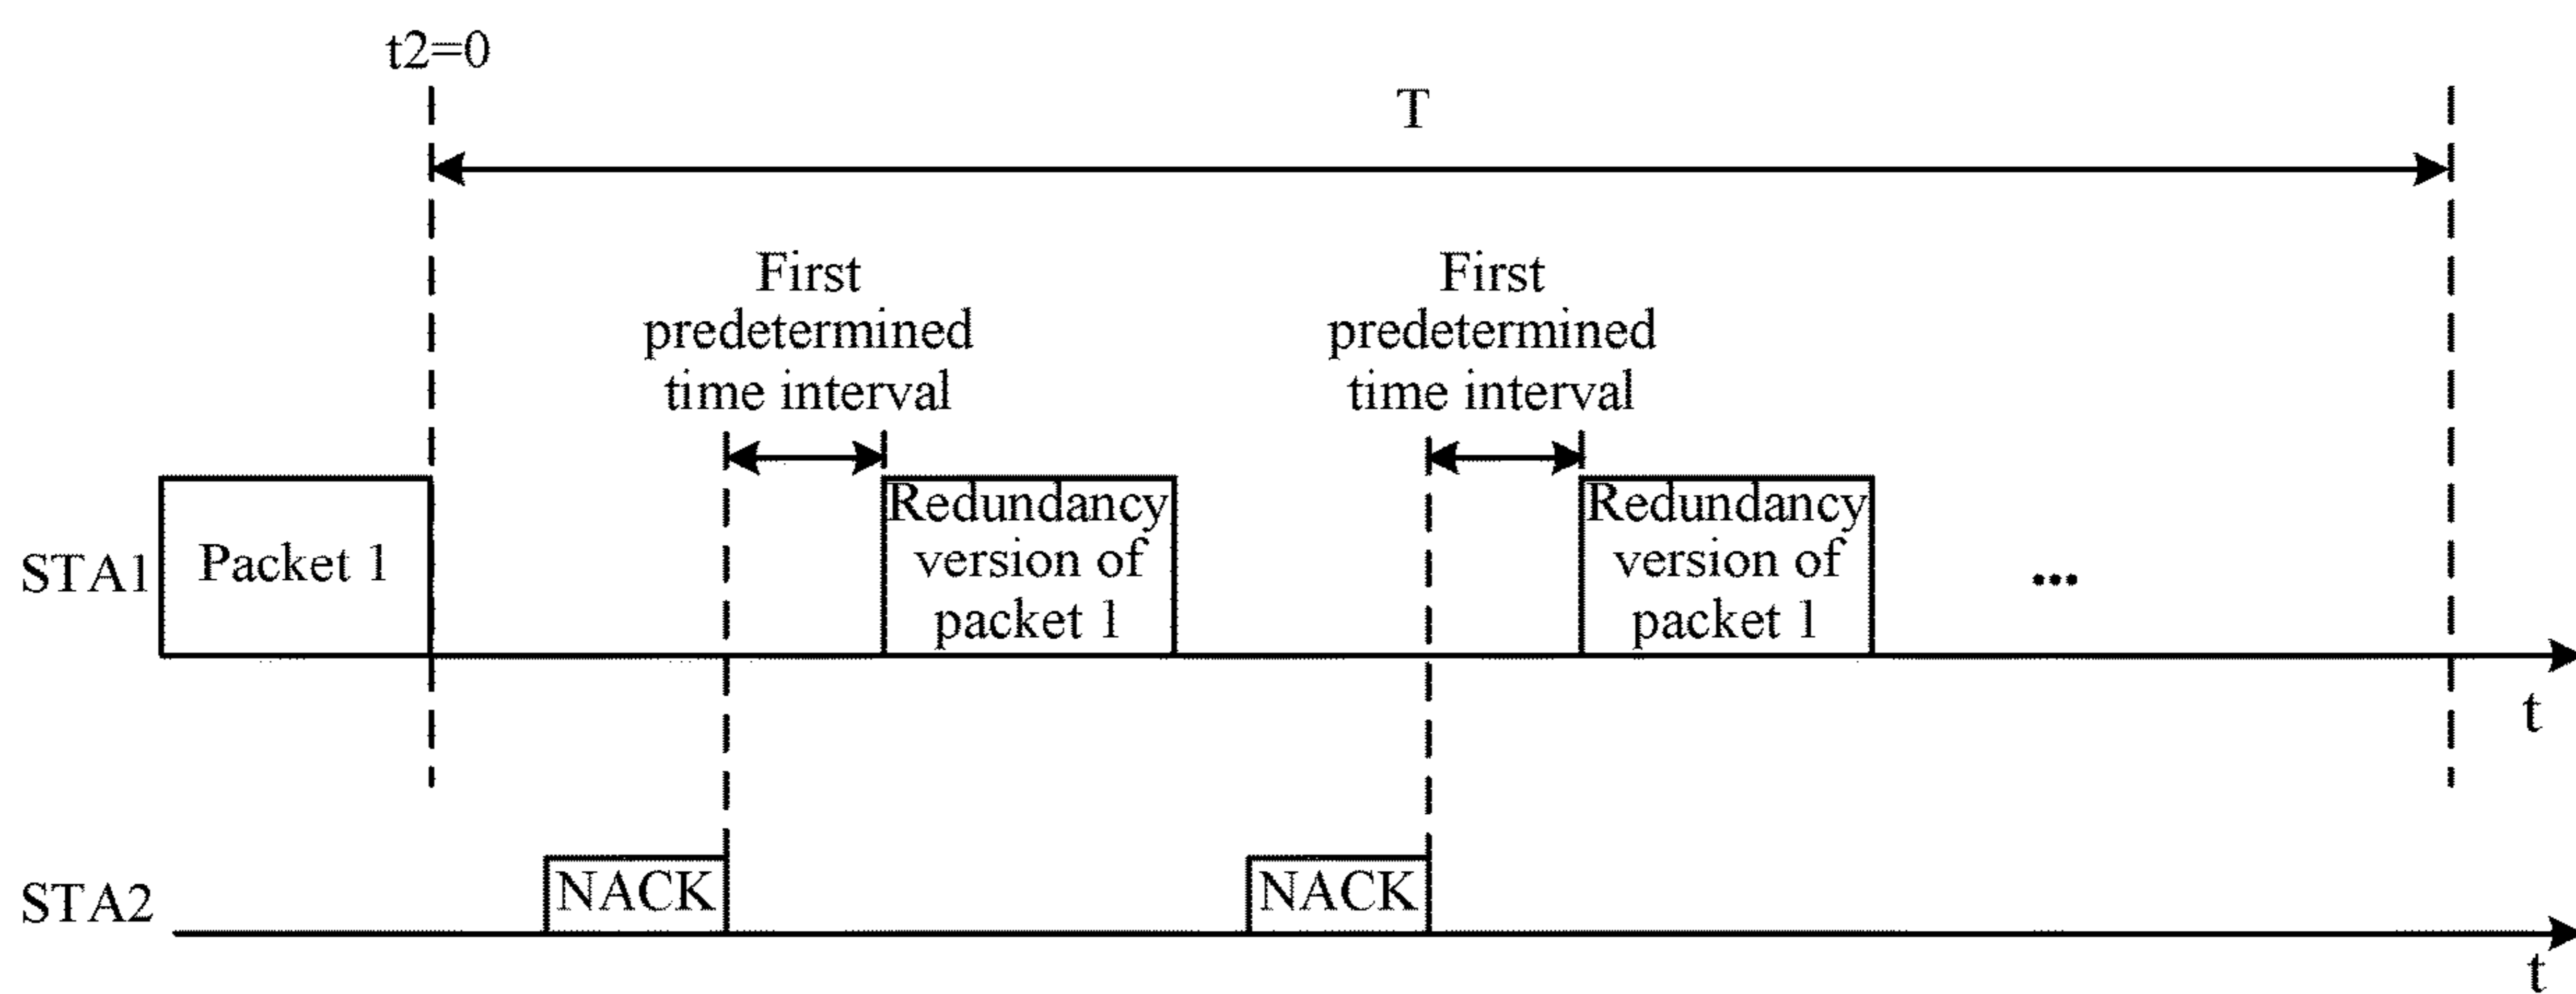 t2=0
T
First
predetermined
time interval
First
predetermined
time interval
STA1
Packet 1
Redundancy
version of
packet 1
Redundancy
version of
packet 1
...
t
STA2
NACK
NACK
t